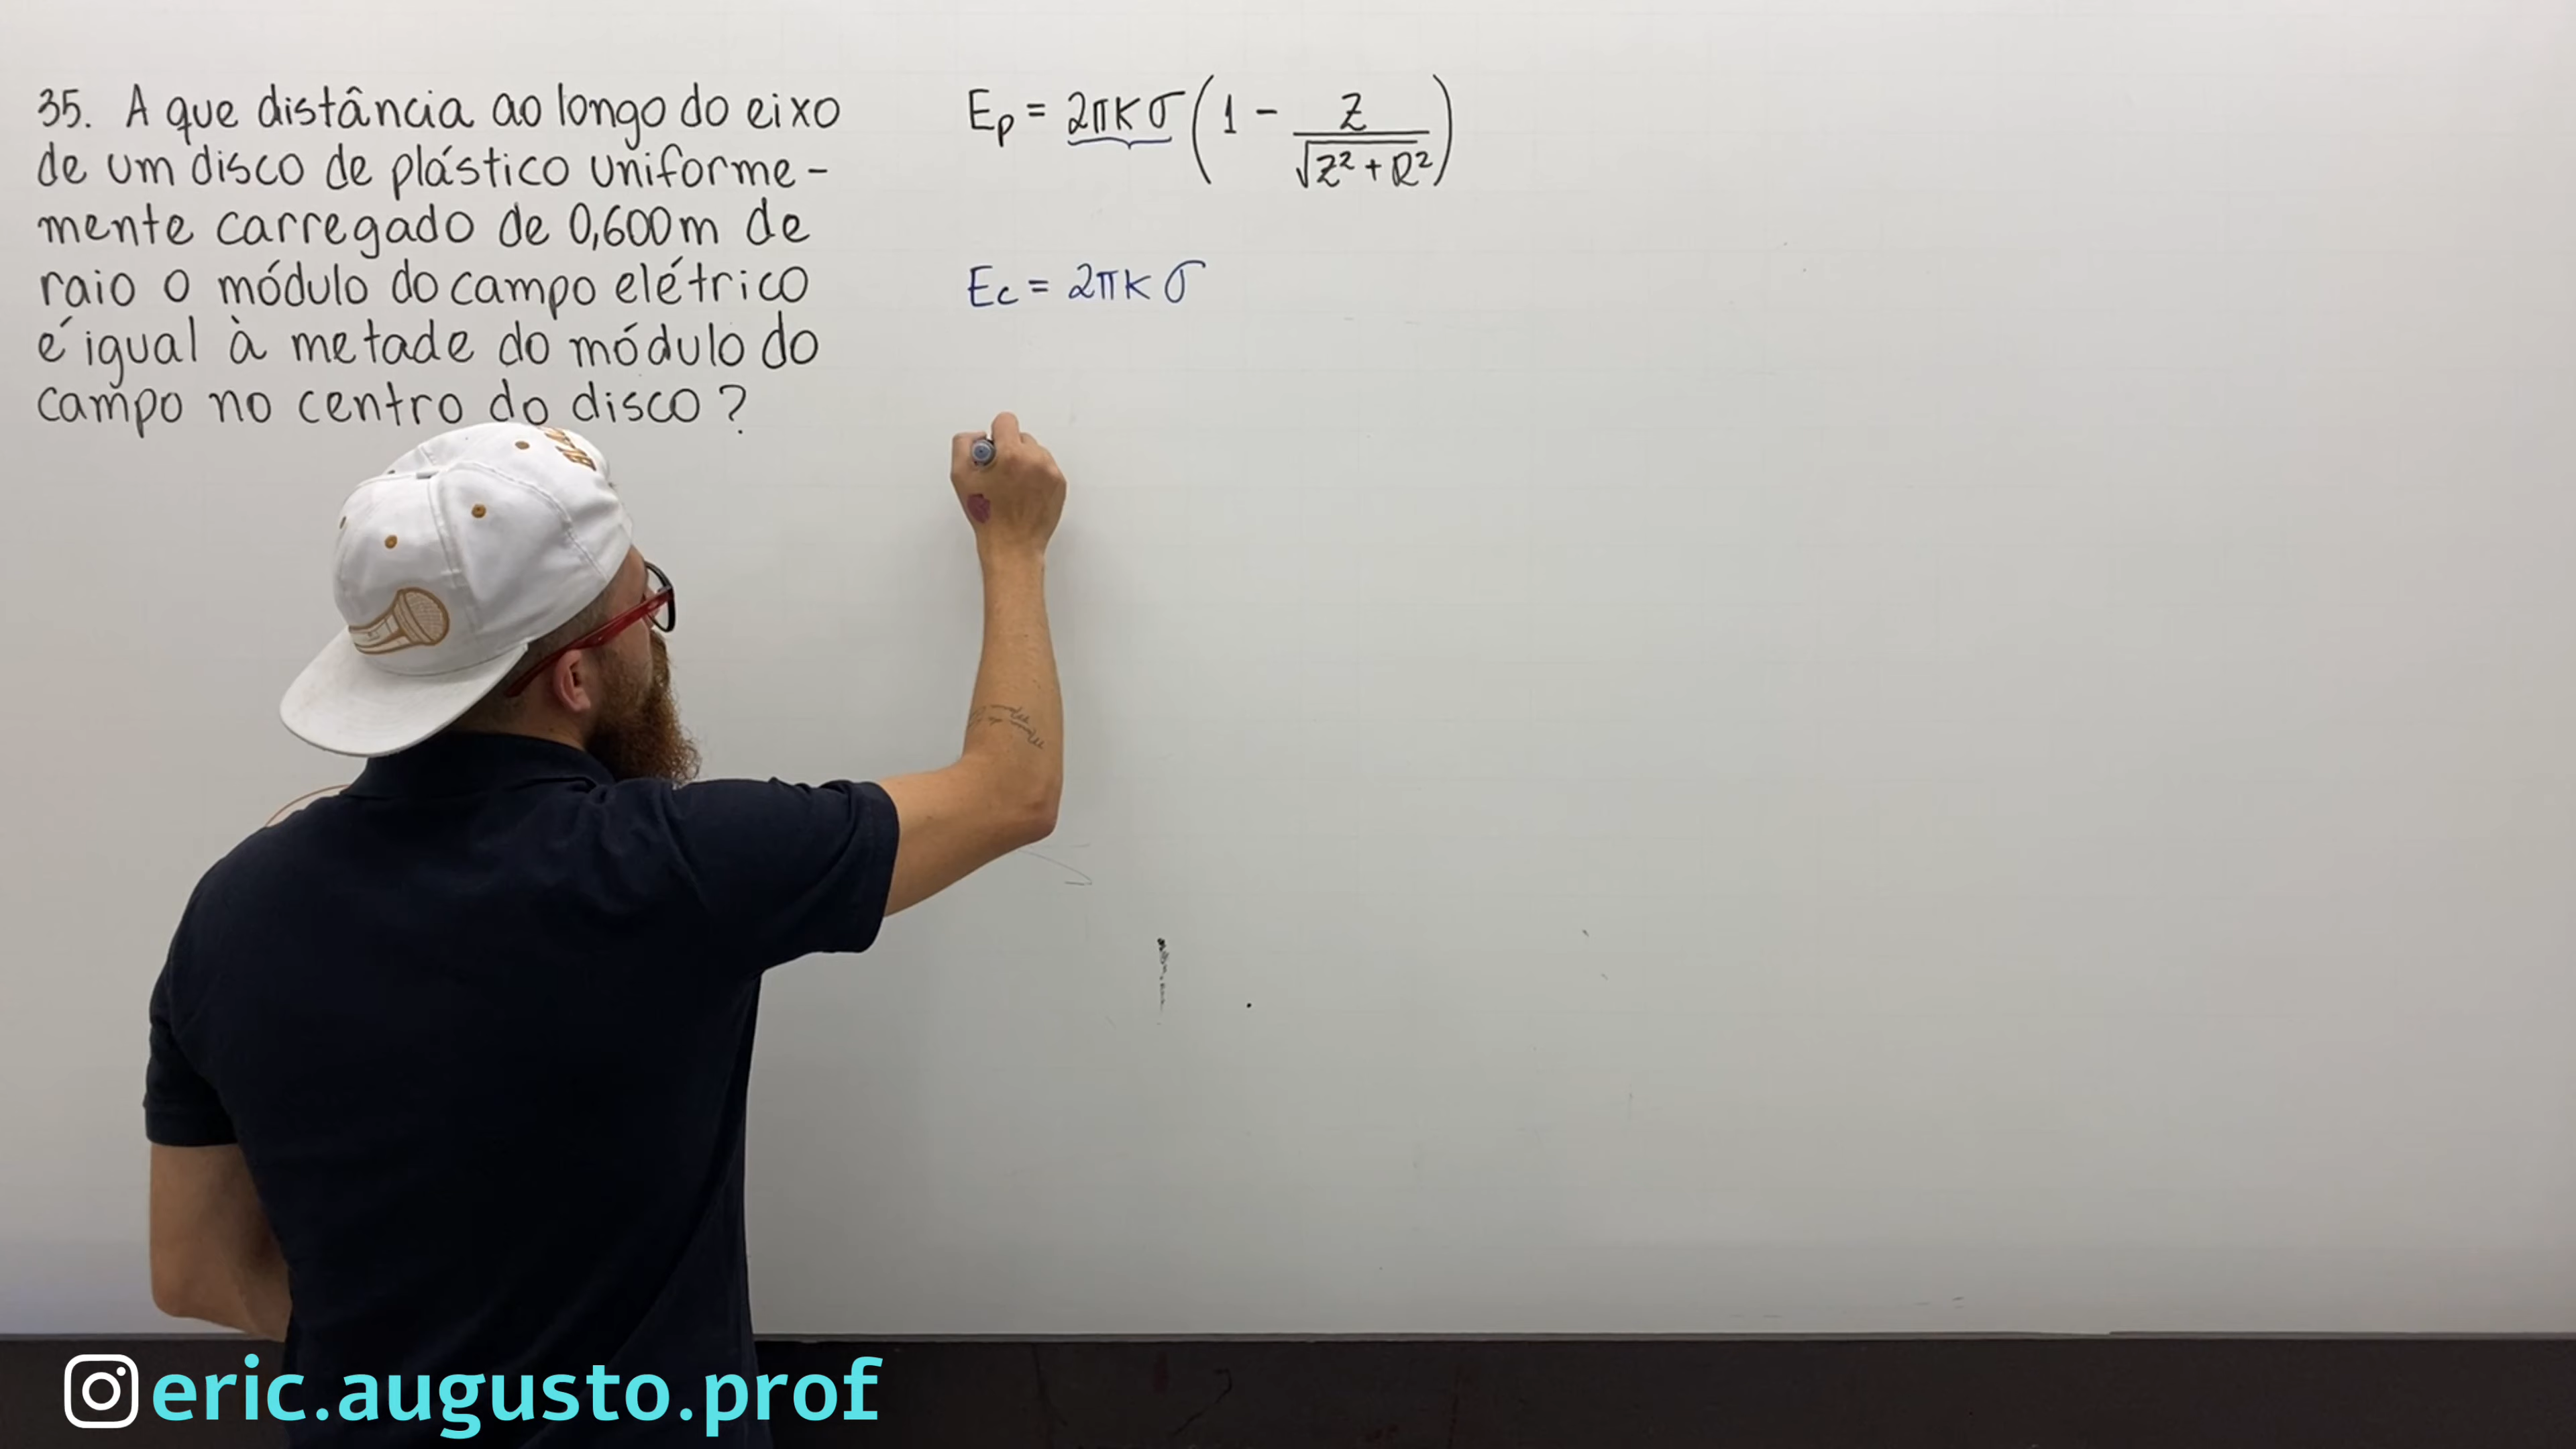 35. A que distância ao longo do eixo
de um disco de plástico uniforme-
mente carregado de 0,600m de
raio o módulo do campo elétrico
é igual à metade do módulo do
campo no centro do disco?
Ep = 2πKσ(1 - Z/√Z² + R²)
Ec = 2πKσ
eric.augusto.prof